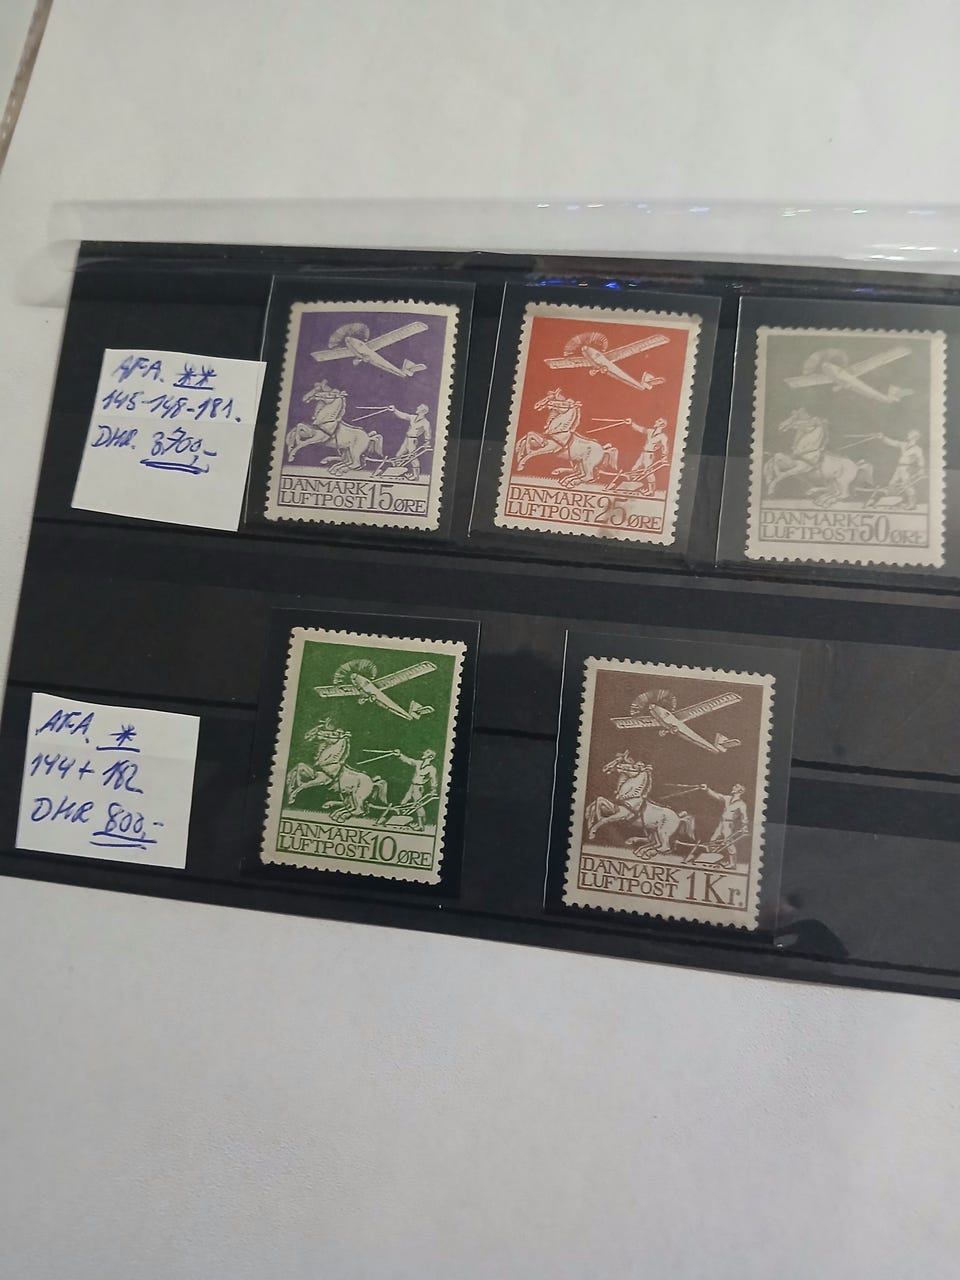 AFA. **
145-148-181.
DKR. 3700,-
DANMARK
LUFTPOST 15 ØRE
DANMARK
LUFTPOST 25 ØRE
DANMARK
LUFTPOST 50 ØRE
AFA. *
144 + 182
DKR 800,-
DANMARK
LUFTPOST 10 ØRE
DANMARK
LUFTPOST 1 Kr.